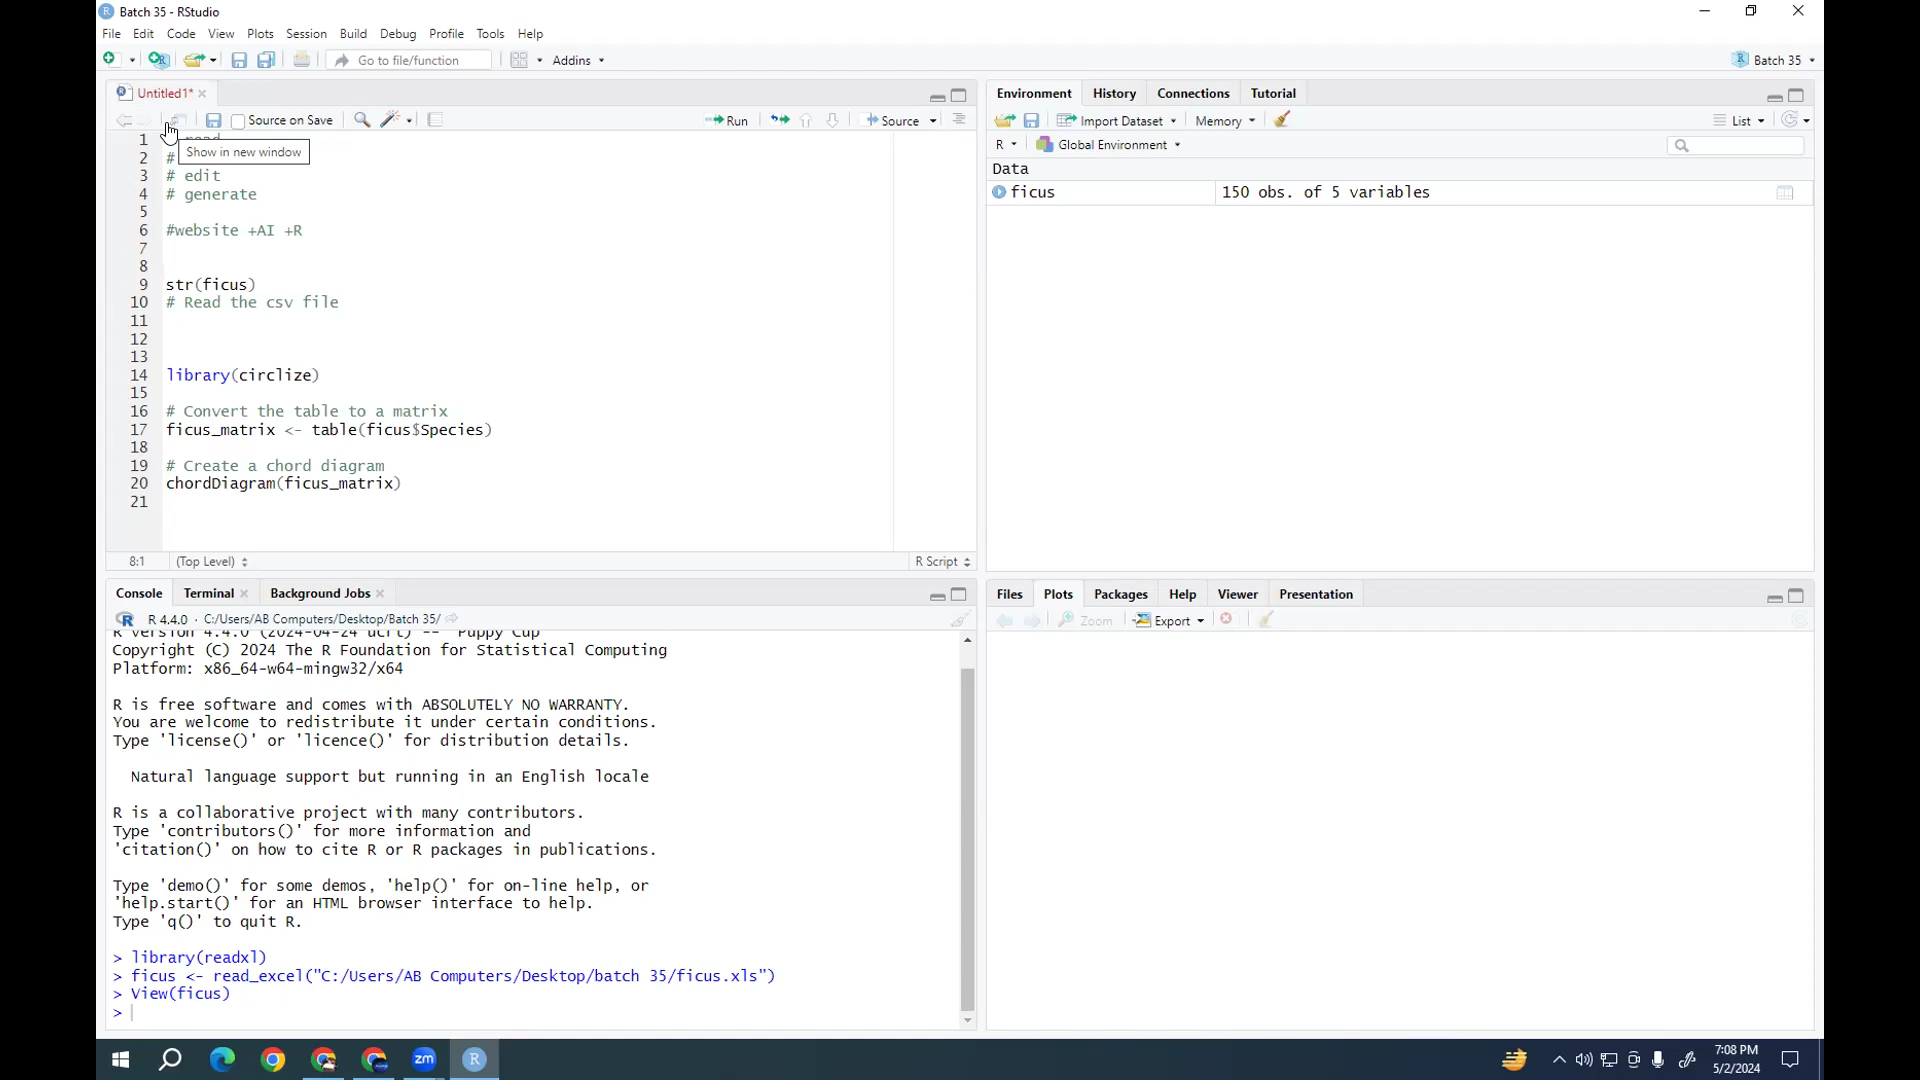 Batch 35 - RStudio
File Edit Code View Plots Session Build Debug Profile Tools Help
Go to file/function Addins Batch 35
Untitled1*
Source on Save Run Source
1 # read
Show in new window
2 #
3 # edit
4 # generate
5
6 #website +AI +R
7
8
9 str(ficus)
10 # Read the csv file
11
12
13
14 library(circlize)
15
16 # Convert the table to a matrix
17 ficus_matrix <- table(ficus$Species)
18
19 # Create a chord diagram
20 chordDiagram(ficus_matrix)
21
8:1 (Top Level) R Script
Environment History Connections Tutorial
Import Dataset Memory List
R Global Environment
Data
ficus 150 obs. of 5 variables
Console Terminal Background Jobs
R 4.4.0 · C:/Users/AB Computers/Desktop/Batch 35/
R version 4.4.0 (2024-04-24 ucrt) -- "Puppy Cup"
Copyright (C) 2024 The R Foundation for Statistical Computing
Platform: x86_64-w64-mingw32/x64
R is free software and comes with ABSOLUTELY NO WARRANTY.
You are welcome to redistribute it under certain conditions.
Type 'license()' or 'licence()' for distribution details.
Natural language support but running in an English locale
R is a collaborative project with many contributors.
Type 'contributors()' for more information and
'citation()' on how to cite R or R packages in publications.
Type 'demo()' for some demos, 'help()' for on-line help, or
'help.start()' for an HTML browser interface to help.
Type 'q()' to quit R.
> library(readxl)
> ficus <- read_excel("C:/Users/AB Computers/Desktop/batch 35/ficus.xls")
> View(ficus)
>
Files Plots Packages Help Viewer Presentation
Zoom Export
zm R
7:08 PM
5/2/2024